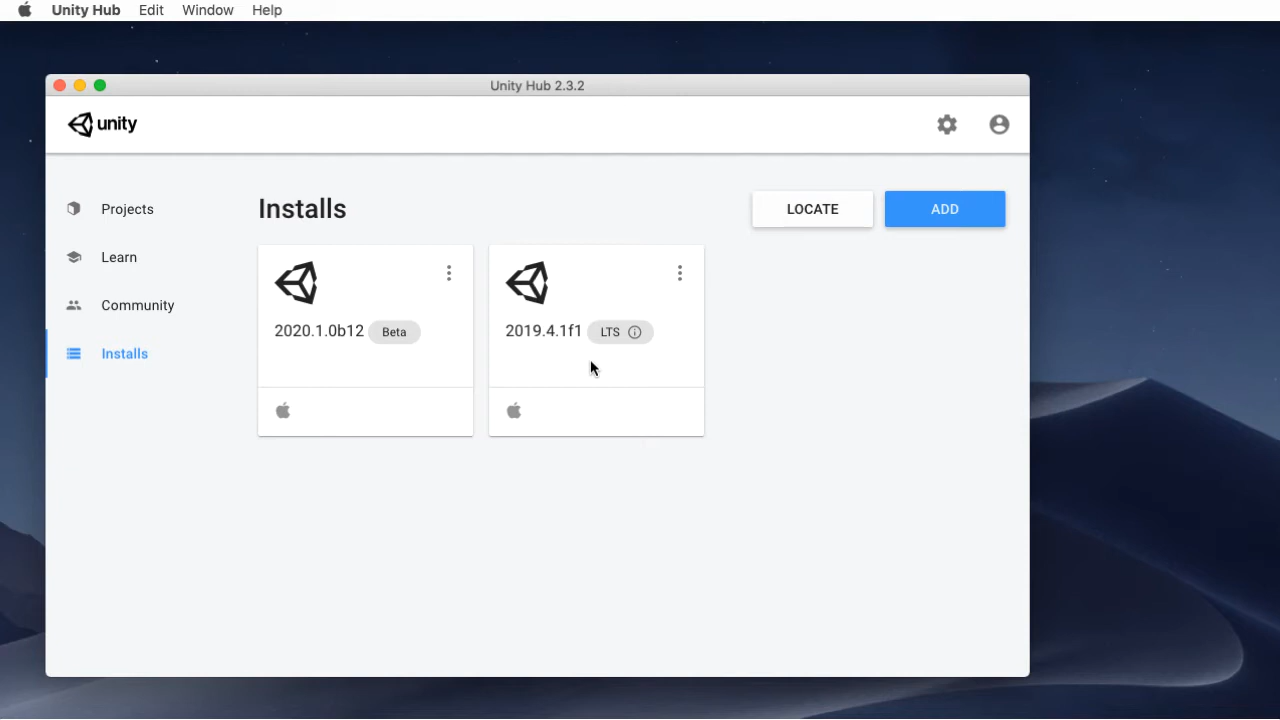 Unity Hub Edit Window Help
Unity Hub 2.3.2
unity
Projects
Learn
Community
Installs
Installs
LOCATE
ADD
2020.1.0b12 Beta
2019.4.1f1 LTS